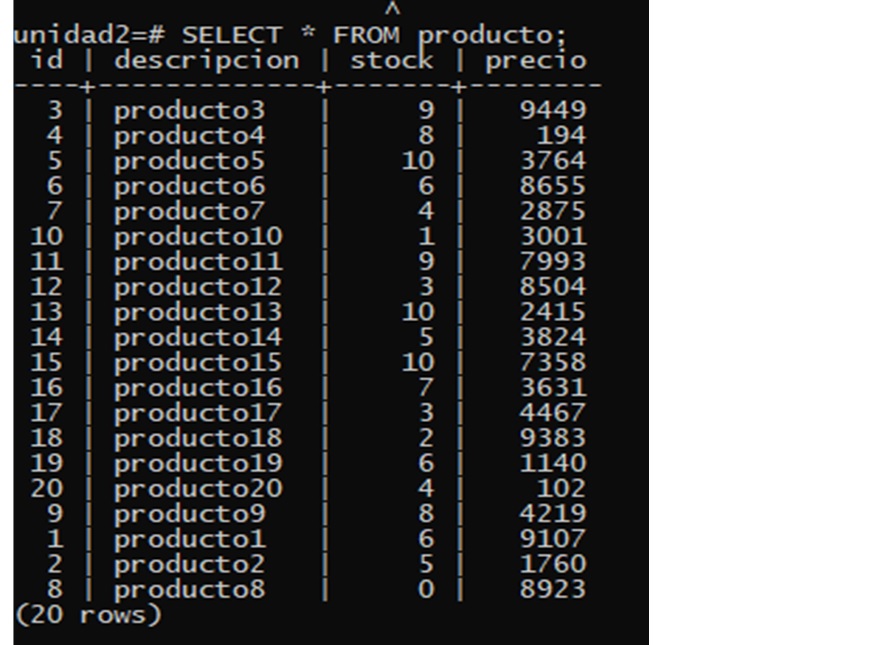 ^
unidad2=# SELECT * FROM producto;
 id | descripcion | stock | precio
----+-------------+-------+--------
  3 | producto3   |     9 |   9449
  4 | producto4   |     8 |    194
  5 | producto5   |    10 |   3764
  6 | producto6   |     6 |   8655
  7 | producto7   |     4 |   2875
 10 | producto10  |     1 |   3001
 11 | producto11  |     9 |   7993
 12 | producto12  |     3 |   8504
 13 | producto13  |    10 |   2415
 14 | producto14  |     5 |   3824
 15 | producto15  |    10 |   7358
 16 | producto16  |     7 |   3631
 17 | producto17  |     3 |   4467
 18 | producto18  |     2 |   9383
 19 | producto19  |     6 |   1140
 20 | producto20  |     4 |    102
  9 | producto9   |     8 |   4219
  1 | producto1   |     6 |   9107
  2 | producto2   |     5 |   1760
  8 | producto8   |     0 |   8923
(20 rows)